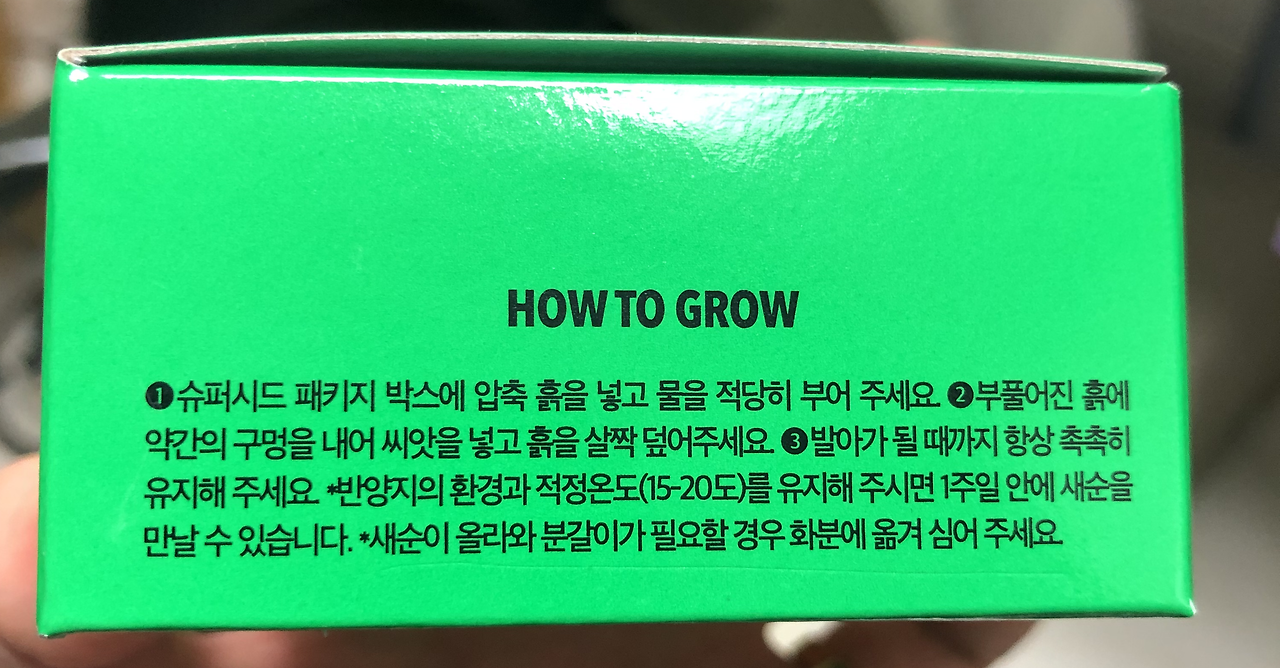 HOW TO GROW
❶슈퍼시드 패키지 박스에 압축 흙을 넣고 물을 적당히 부어 주세요. ❷부풀어진 흙에
약간의 구멍을 내어 씨앗을 넣고 흙을 살짝 덮어주세요. ❸발아가 될 때까지 항상 촉촉히
유지해 주세요. *반양지의 환경과 적정온도(15-20도)를 유지해 주시면 1주일 안에 새순을
만날 수 있습니다. *새순이 올라와 분갈이가 필요할 경우 화분에 옮겨 심어 주세요.